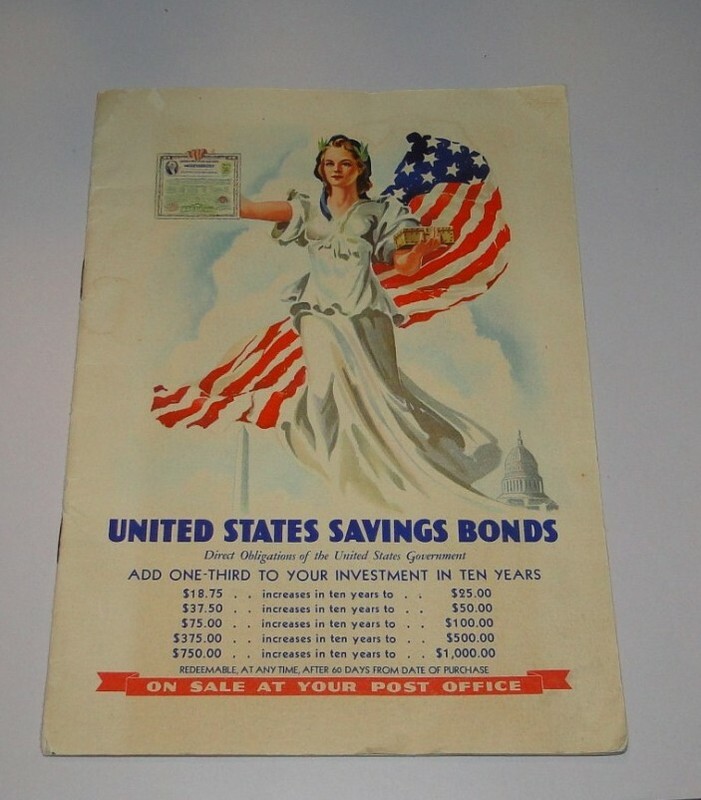 UNITED STATES SAVINGS BONDS
Direct Obligations of the United States Government
ADD ONE-THIRD TO YOUR INVESTMENT IN TEN YEARS
$18.75 . . increases in ten years to . . $25.00
$37.50 . . increases in ten years to . . $50.00
$75.00 . . increases in ten years to . . $100.00
$375.00 . . increases in ten years to . . $500.00
$750.00 . . increases in ten years to . . $1,000.00
REDEEMABLE, AT ANY TIME, AFTER 60 DAYS FROM DATE OF PURCHASE
ON SALE AT YOUR POST OFFICE